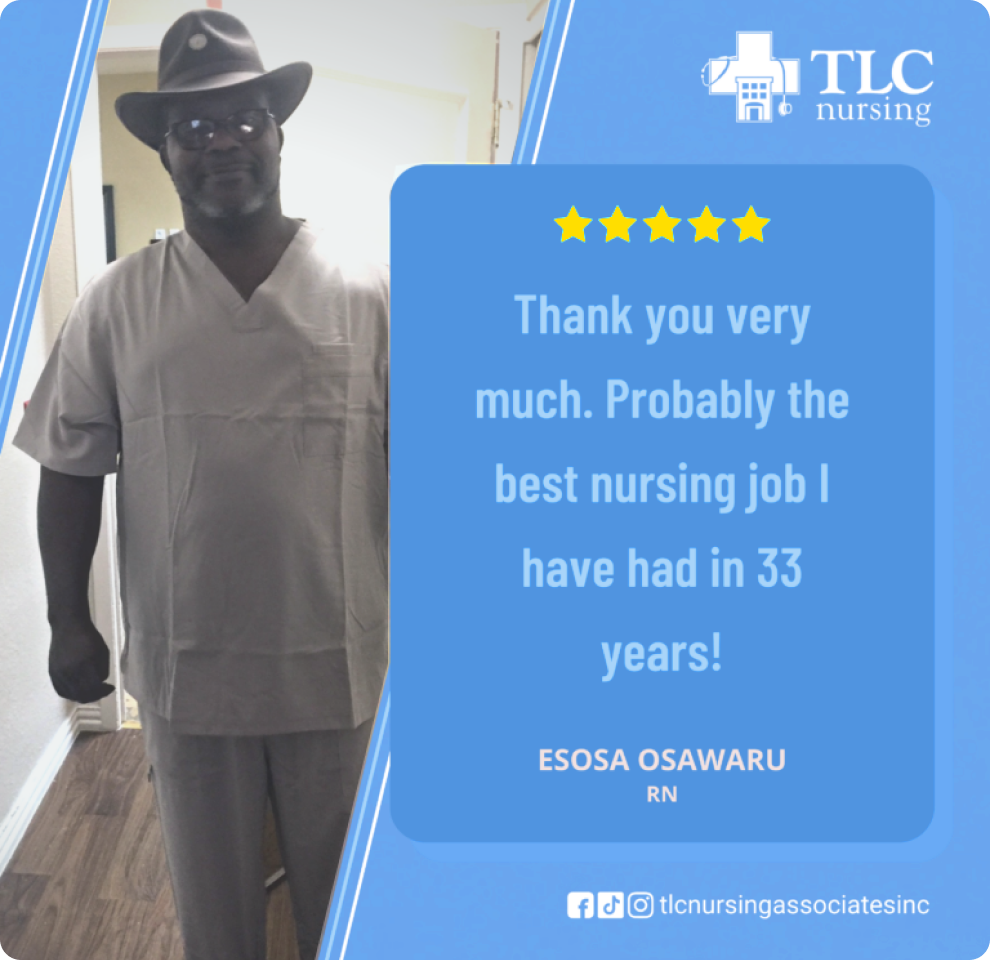 TLC
nursing
Thank you very
much. Probably the
best nursing job I
have had in 33
years!
ESOSA OSAWARU
RN
tlcnursingassociatesinc